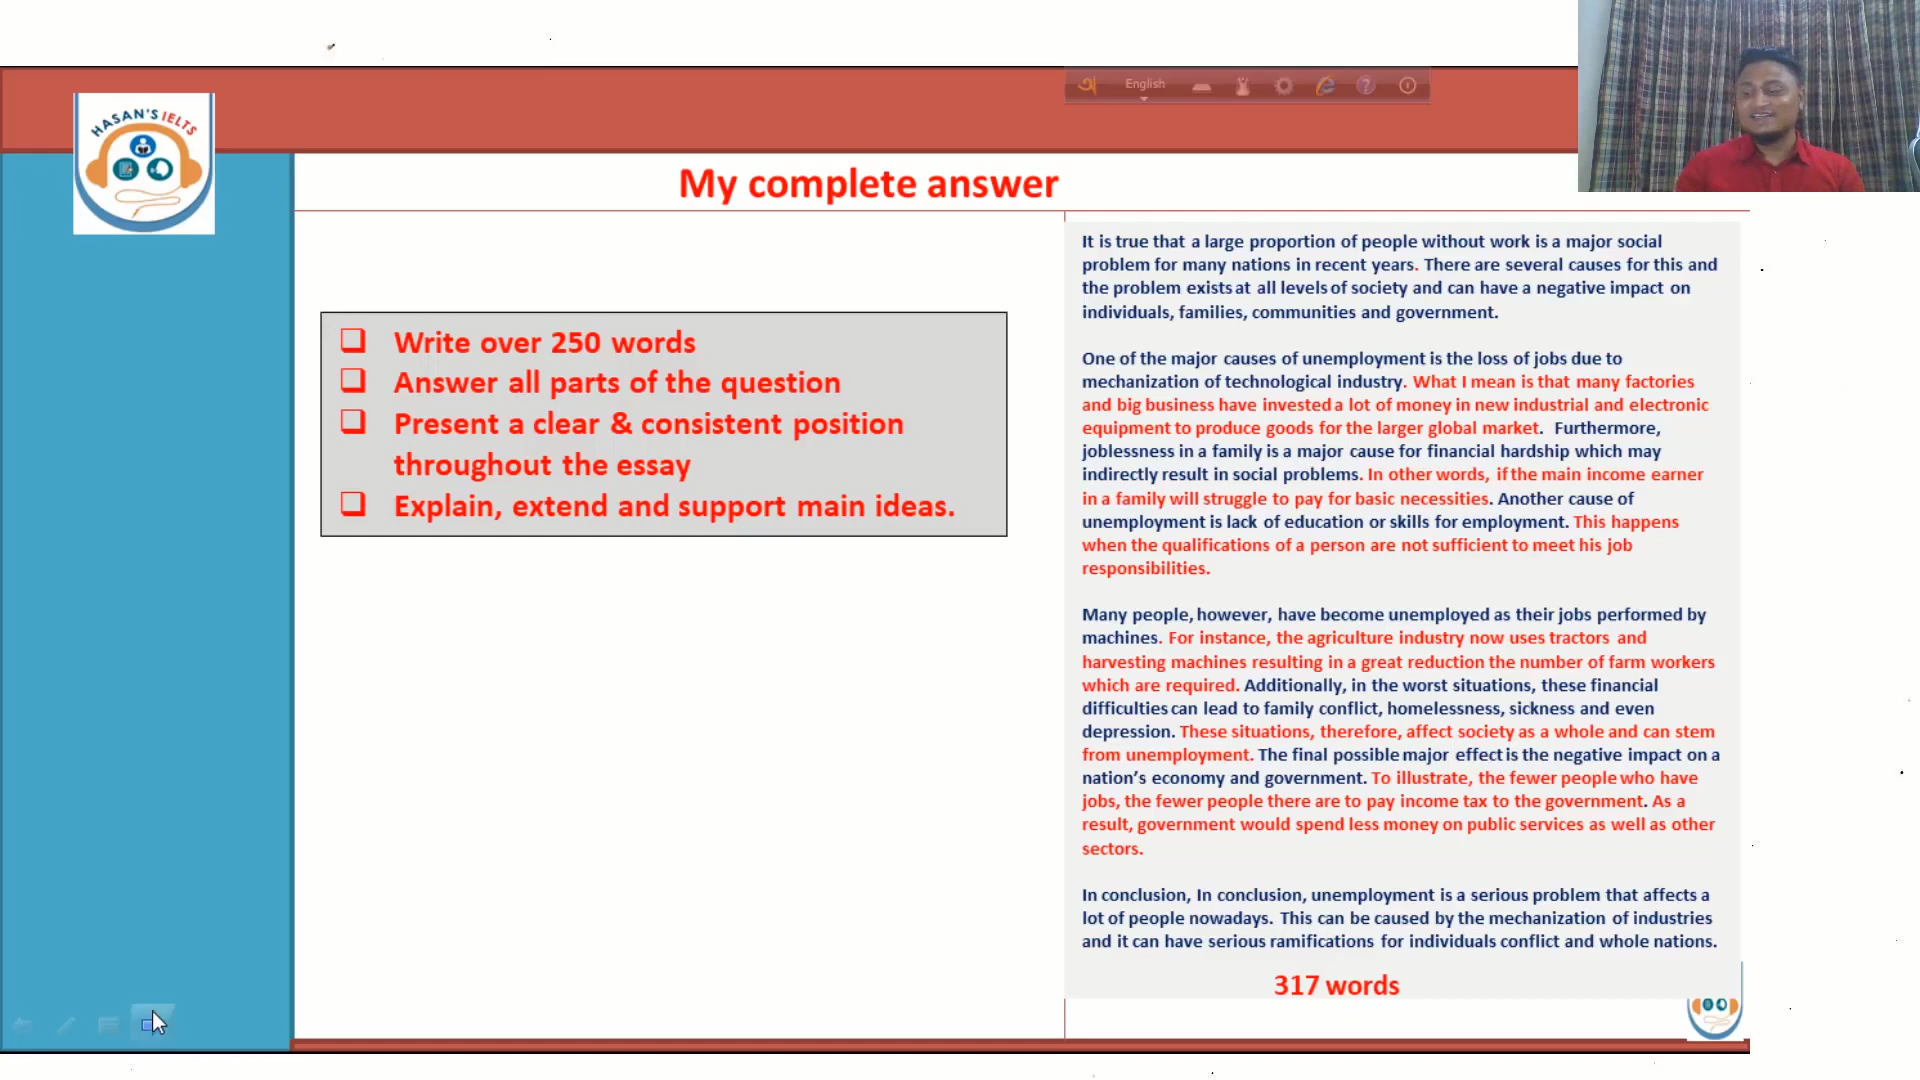 English
HASAN'S IELTS
My complete answer
Write over 250 words
Answer all parts of the question
Present a clear & consistent position
throughout the essay
Explain, extend and support main ideas.
It is true that a large proportion of people without work is a major social
problem for many nations in recent years. There are several causes for this and
the problem exists at all levels of society and can have a negative impact on
individuals, families, communities and government.
One of the major causes of unemployment is the loss of jobs due to
mechanization of technological industry. What I mean is that many factories
and big business have invested a lot of money in new industrial and electronic
equipment to produce goods for the larger global market. Furthermore,
joblessness in a family is a major cause for financial hardship which may
indirectly result in social problems. In other words, if the main income earner
in a family will struggle to pay for basic necessities. Another cause of
unemployment is lack of education or skills for employment. This happens
when the qualifications of a person are not sufficient to meet his job
responsibilities.
Many people, however, have become unemployed as their jobs performed by
machines. For instance, the agriculture industry now uses tractors and
harvesting machines resulting in a great reduction the number of farm workers
which are required. Additionally, in the worst situations, these financial
difficulties can lead to family conflict, homelessness, sickness and even
depression. These situations, therefore, affect society as a whole and can stem
from unemployment. The final possible major effect is the negative impact on a
nation's economy and government. To illustrate, the fewer people who have
jobs, the fewer people there are to pay income tax to the government. As a
result, government would spend less money on public services as well as other
sectors.
In conclusion, In conclusion, unemployment is a serious problem that affects a
lot of people nowadays. This can be caused by the mechanization of industries
and it can have serious ramifications for individuals conflict and whole nations.
317 words